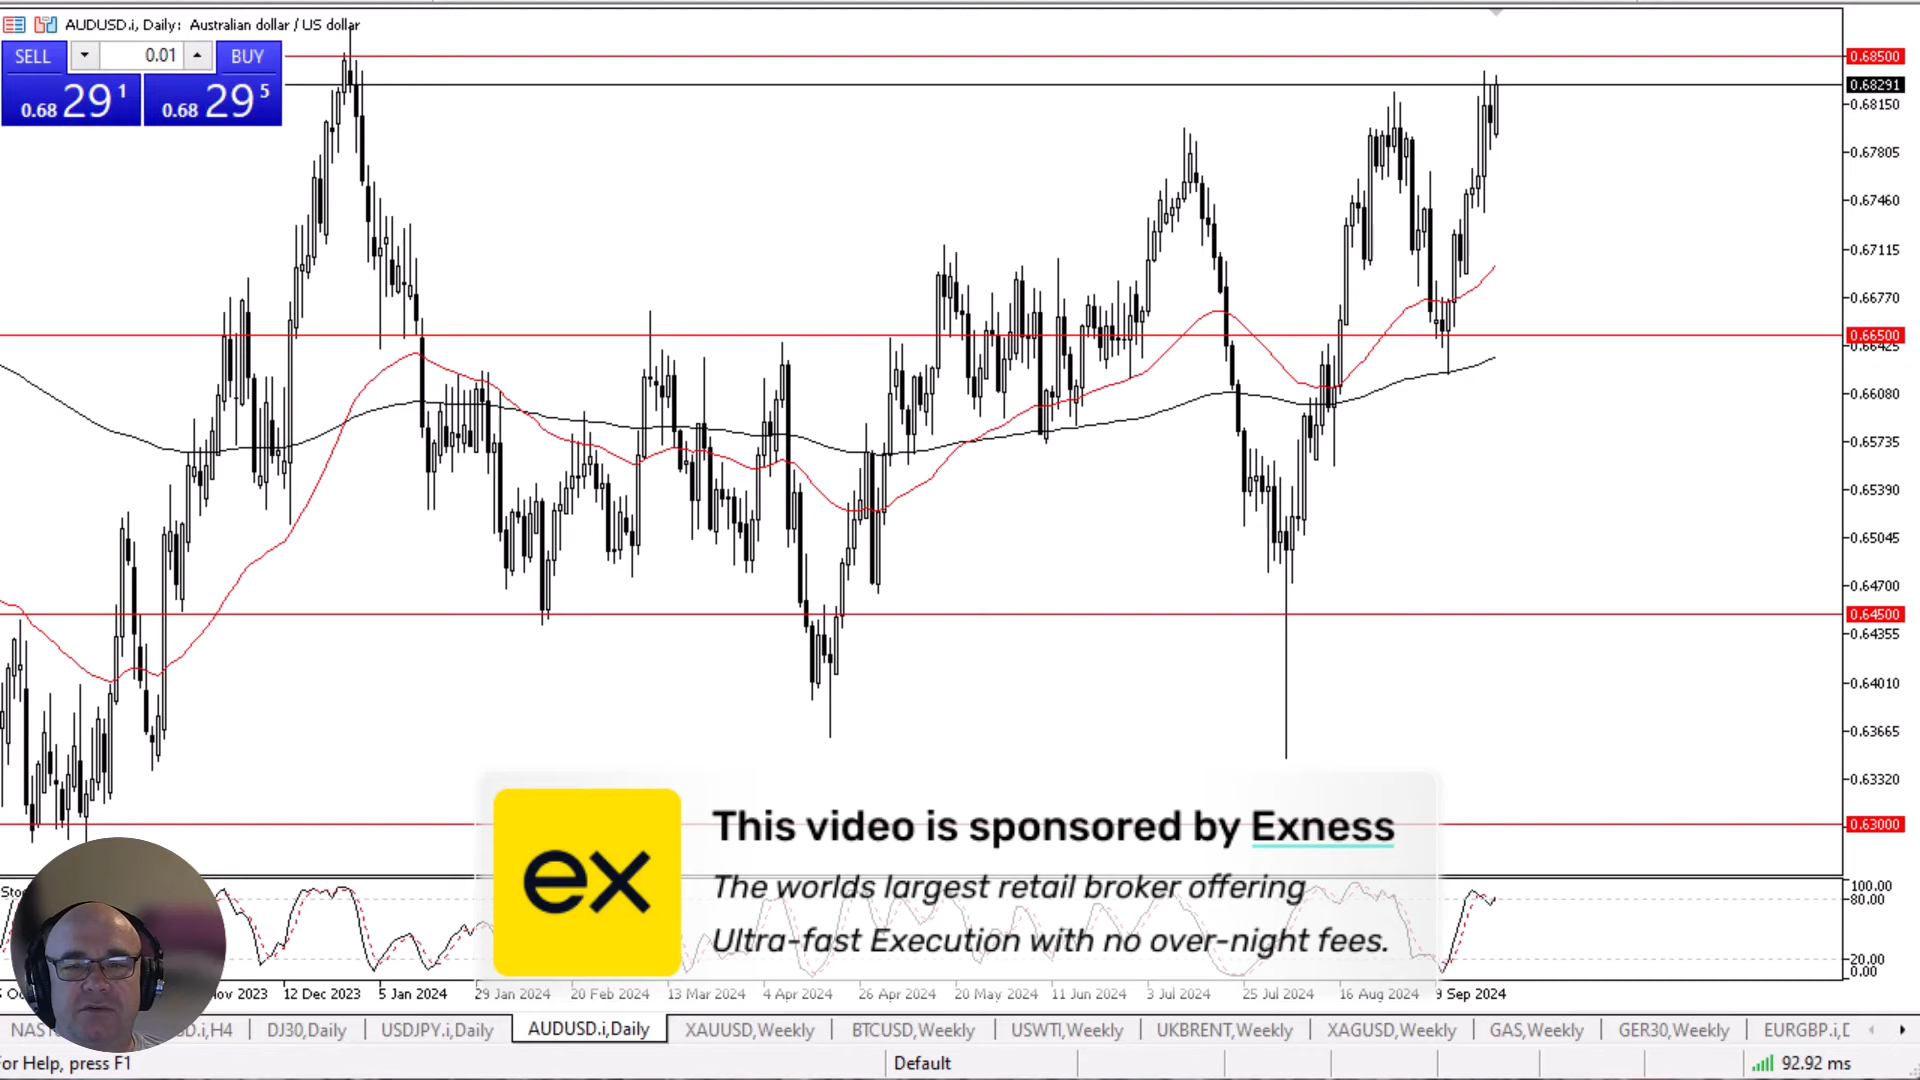 AUDUSD.i, Daily: Australian dollar / US dollar
SELL 0.01 BUY
0.68 29 1 0.68 29 5
0.68500
0.68291
0.68150
0.67805
0.67460
0.67115
0.66770
0.66500
0.66425
0.66080
0.65735
0.65390
0.65045
0.64700
0.64500
0.64355
0.64010
0.63665
0.63320
0.63000
ex
This video is sponsored by Exness
The worlds largest retail broker offering
Ultra-fast Execution with no over-night fees.
100.00
80.00
20.00
0.00
Nov 2023 12 Dec 2023 5 Jan 2024 29 Jan 2024 20 Feb 2024 13 Mar 2024 4 Apr 2024 26 Apr 2024 20 May 2024 11 Jun 2024 3 Jul 2024 25 Jul 2024 16 Aug 2024 9 Sep 2024
NAS D.i,H4 DJ30,Daily USDJPY.i,Daily AUDUSD.i,Daily XAUUSD,Weekly BTCUSD,Weekly USWTI,Weekly UKBRENT,Weekly XAGUSD,Weekly GAS,Weekly GER30,Weekly EURGBP.i,D
For Help, press F1 Default 92.92 ms